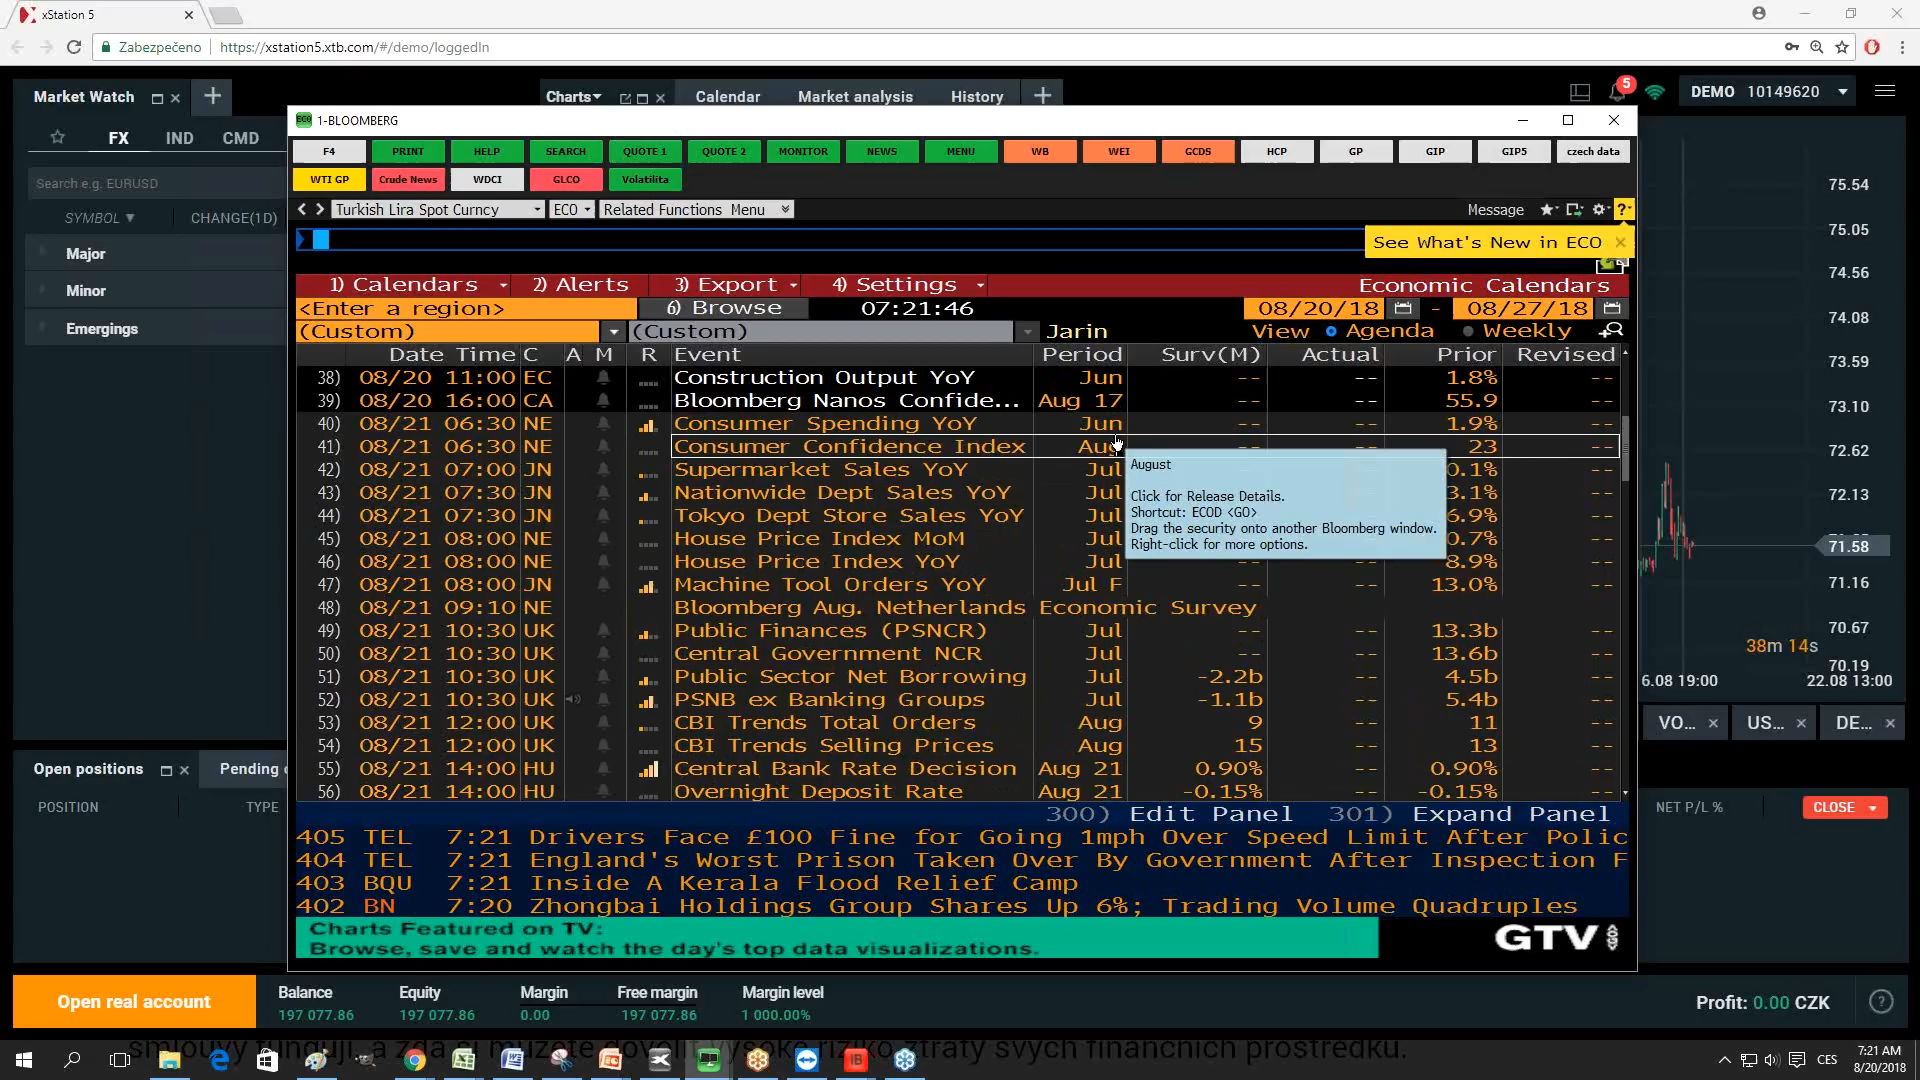 xStation 5
Zabezpečeno | https://xstation5.xtb.com/#/demo/loggedIn
Market Watch
Charts
Calendar
Market analysis
History
5
DEMO 10149620
FX IND CMD
Search e.g. EURUSD
SYMBOL CHANGE(1D)
Major
Minor
Emergings
1-BLOOMBERG
F4 PRINT HELP SEARCH QUOTE 1 QUOTE 2 MONITOR NEWS MENU WB WEI GCDS HCP GP GIP GIP5 czech data
WTI GP Crude News WDCI GLCO Volatilita
Turkish Lira Spot Curncy ECO Related Functions Menu Message ?
See What's New in ECO
1) Calendars 2) Alerts 3) Export 4) Settings Economic Calendars
<Enter a region> 6) Browse 07:21:46 08/20/18 - 08/27/18
(Custom) (Custom) Jarin View Agenda Weekly
Date Time C A M R Event Period Surv(M) Actual Prior Revised
38) 08/20 11:00 EC Construction Output YoY Jun -- -- 1.8% --
39) 08/20 16:00 CA Bloomberg Nanos Confide... Aug 17 -- -- 55.9 --
40) 08/21 06:30 NE Consumer Spending YoY Jun -- -- 1.9% --
41) 08/21 06:30 NE Consumer Confidence Index Aug -- -- 23 --
42) 08/21 07:00 JN Supermarket Sales YoY Jul 0.1% --
43) 08/21 07:30 JN Nationwide Dept Sales YoY Jul 3.1% --
44) 08/21 07:30 JN Tokyo Dept Store Sales YoY Jul 6.9% --
45) 08/21 08:00 NE House Price Index MoM Jul 0.7% --
46) 08/21 08:00 NE House Price Index YoY Jul -- -- 8.9% --
47) 08/21 08:00 JN Machine Tool Orders YoY Jul F -- -- 13.0% --
48) 08/21 09:10 NE Bloomberg Aug. Netherlands Economic Survey
49) 08/21 10:30 UK Public Finances (PSNCR) Jul -- -- 13.3b --
50) 08/21 10:30 UK Central Government NCR Jul -- -- 13.6b --
51) 08/21 10:30 UK Public Sector Net Borrowing Jul -2.2b -- 4.5b --
52) 08/21 10:30 UK PSNB ex Banking Groups Jul -1.1b -- 5.4b --
53) 08/21 12:00 UK CBI Trends Total Orders Aug 9 -- 11 --
54) 08/21 12:00 UK CBI Trends Selling Prices Aug 15 -- 13 --
55) 08/21 14:00 HU Central Bank Rate Decision Aug 21 0.90% -- 0.90% --
56) 08/21 14:00 HU Overnight Deposit Rate Aug 21 -0.15% -- -0.15% --
August
Click for Release Details.
Shortcut: ECOD <GO>
Drag the security onto another Bloomberg window.
Right-click for more options.
300) Edit Panel 301) Expand Panel
405 TEL 7:21 Drivers Face £100 Fine for Going 1mph Over Speed Limit After Polic
404 TEL 7:21 England's Worst Prison Taken Over By Government After Inspection F
403 BQU 7:21 Inside A Kerala Flood Relief Camp
402 BN 7:20 Zhongbai Holdings Group Shares Up 6%; Trading Volume Quadruples
Charts Featured on TV:
Browse, save and watch the day's top data visualizations.
GTV <GO>
75.54
75.05
74.56
74.08
73.59
73.10
72.62
72.13
71.58
71.16
70.67
38m 14s
70.19
6.08 19:00 22.08 13:00
VO... US... DE...
Open positions
Pending
POSITION TYPE
NET P/L %
CLOSE
Open real account
Balance Equity Margin Free margin Margin level
197 077.86 197 077.86 0.00 197 077.86 1 000.00%
Profit: 0.00 CZK
ztráty svých finančních prostředků.
CES
7:21 AM
8/20/2018